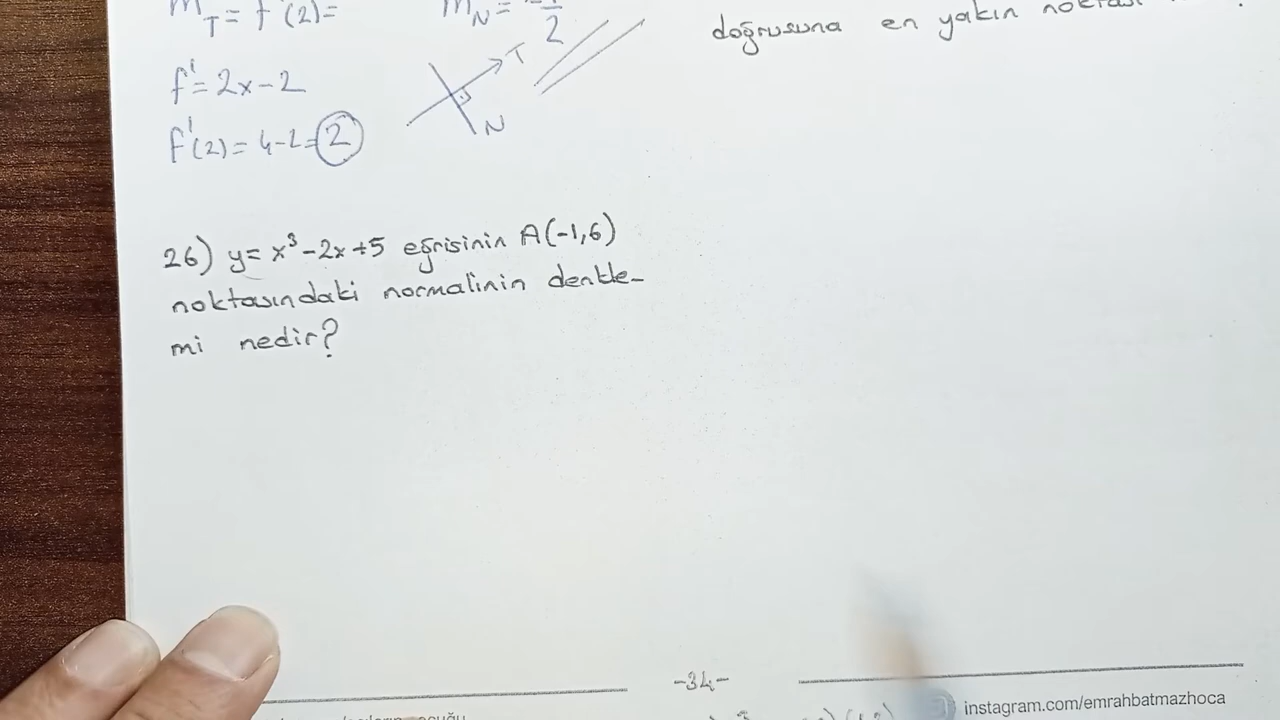 m_T = f'(2)=
m_N = -1/2
f' = 2x-2
f'(2) = 4-2=2
T
N
doğrusuna en yakın noktası
26) y= x³-2x+5 eğrisinin A(-1,6)
noktasındaki normalinin denkle-
mi nedir?
-34-
instagram.com/emrahbatmazhoca